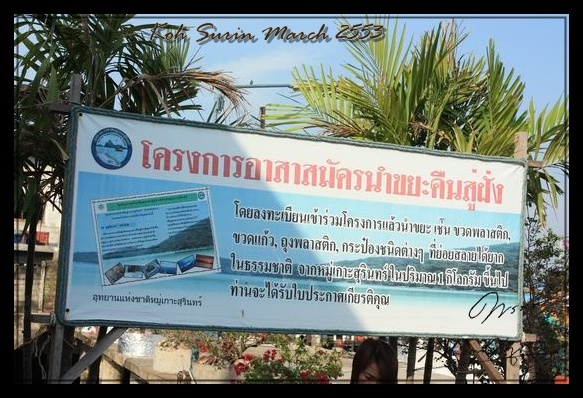 Koh Surin, March 2553
โครงการอาสาสมัครนำขยะคืนสู่ฝั่ง
โดยลงทะเบียนเข้าร่วมโครงการแล้วนำขยะ เช่น ขวดพลาสติก,
ขวดแก้ว, ถุงพลาสติก, กระป๋องชนิดต่างๆ ที่ย่อยสลายได้ยาก
ในธรรมชาติ จากหมู่เกาะสุรินทร์ในปริมาณ 1 กิโลกรัม ขึ้นไป
ท่านจะได้รับใบประกาศเกียรติคุณ
อุทยานแห่งชาติหมู่เกาะสุรินทร์